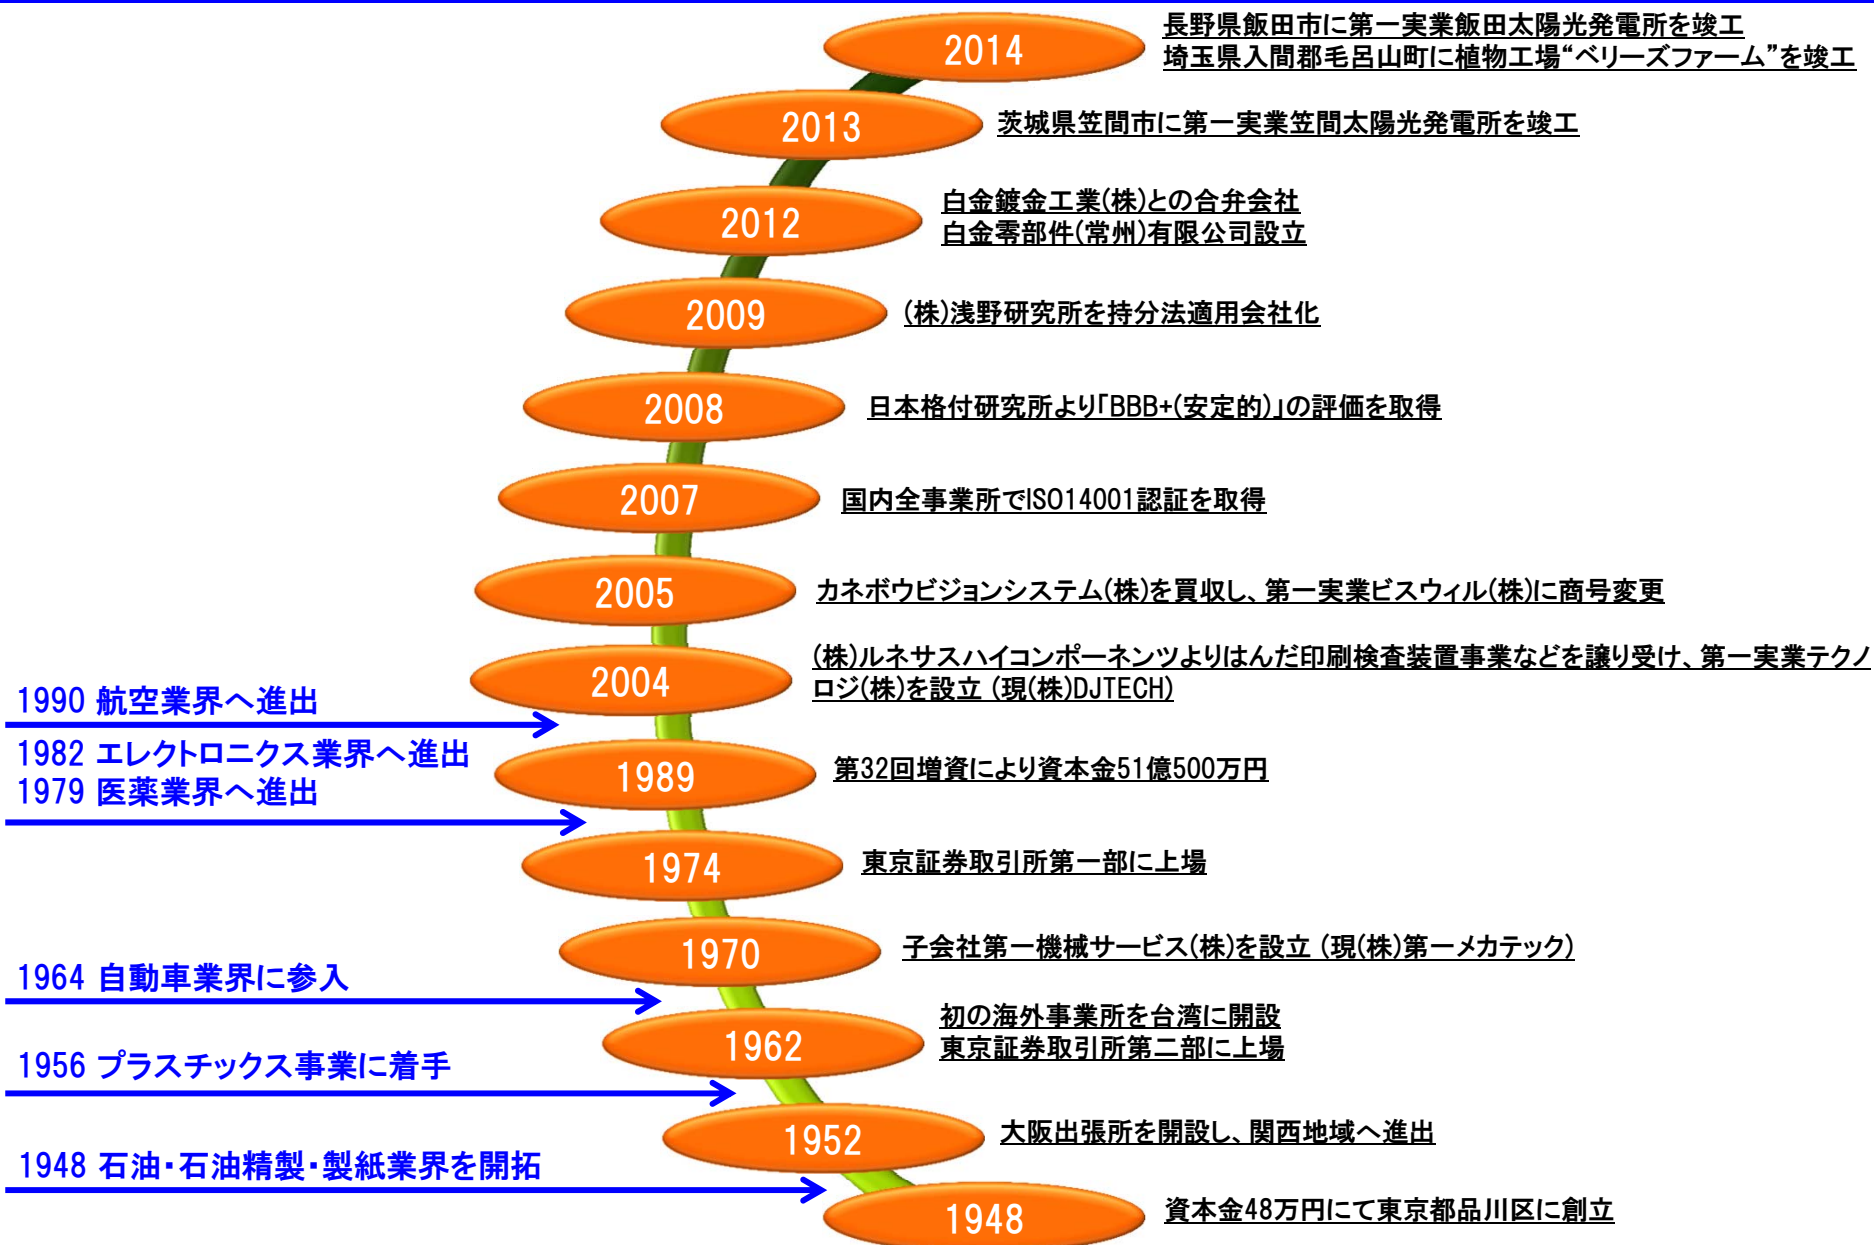 2014
長野県飯田市に第一実業飯田太陽光発電所を竣工
埼玉県入間郡毛呂山町に植物工場“ベリーズファーム”を竣工
2013
茨城県笠間市に第一実業笠間太陽光発電所を竣工
2012
白金鍍金工業(株)との合弁会社
白金零部件(常州)有限公司設立
2009
(株)浅野研究所を持分法適用会社化
2008
日本格付研究所より「BBB+(安定的)」の評価を取得
2007
国内全事業所でISO14001認証を取得
2005
カネボウビジョンシステム(株)を買収し、第一実業ビスウィル(株)に商号変更
2004
(株)ルネサスハイコンポーネンツよりはんだ印刷検査装置事業などを譲り受け、第一実業テクノ
ロジ(株)を設立 (現(株)DJTECH)
1990 航空業界へ進出
1982 エレクトロニクス業界へ進出
1979 医薬業界へ進出
1989
第32回増資により資本金51億500万円
1974
東京証券取引所第一部に上場
1970
子会社第一機械サービス(株)を設立 (現(株)第一メカテック)
1964 自動車業界に参入
1962
初の海外事業所を台湾に開設
東京証券取引所第二部に上場
1956 プラスチックス事業に着手
1952
大阪出張所を開設し、関西地域へ進出
1948 石油・石油精製・製紙業界を開拓
1948
資本金48万円にて東京都品川区に創立